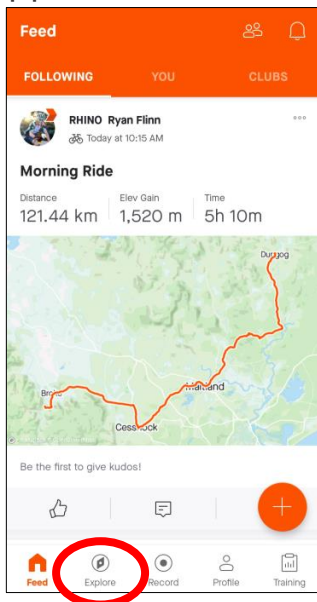 Feed
FOLLOWING YOU CLUBS
RHINO Ryan Flinn
Today at 10:15 AM
Morning Ride
Distance Elev Gain Time
121.44 km 1,520 m 5h 10m
Dungog
Maitland
Broke
Cessnock
Be the first to give kudos!
Feed Explore Record Profile Training